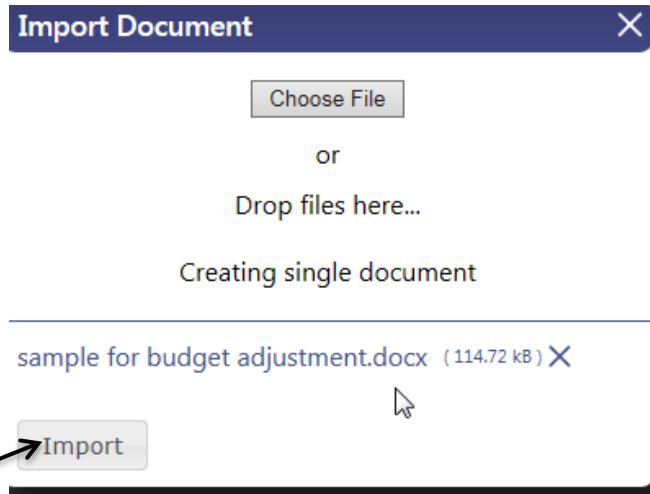 Import Document
Choose File
or
Drop files here...
Creating single document
sample for budget adjustment.docx (114.72 kB)
Import